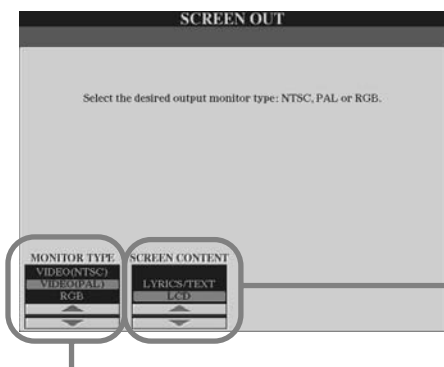 SCREEN OUT
Select the desired output monitor type: NTSC, PAL or RGB.
MONITOR TYPE
VIDEO(NTSC)
VIDEO(PAL)
RGB
SCREEN CONTENT
LYRICS/TEXT
LCD